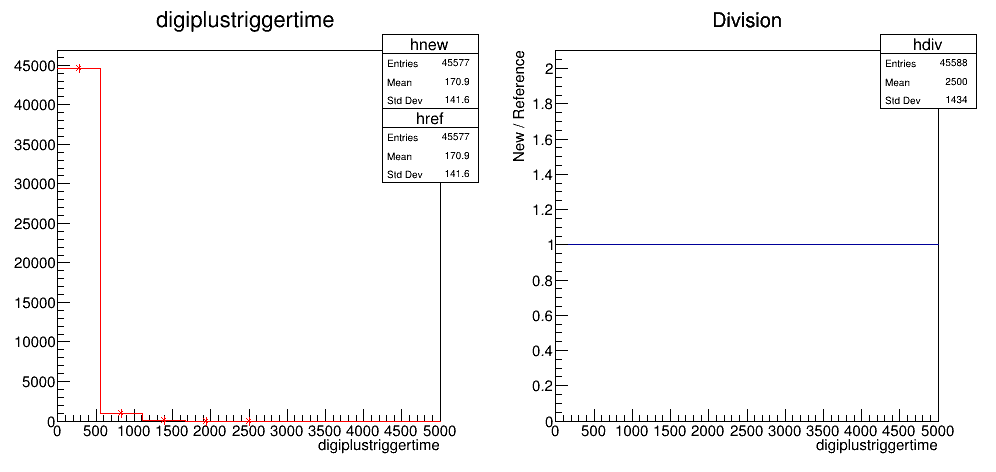 digiplustriggertime
hnew
Entries 45577
Mean 170.9
Std Dev 141.6
href
Entries 45577
Mean 170.9
Std Dev 141.6
45000
40000
35000
30000
25000
20000
15000
10000
5000
0
0 500 1000 1500 2000 2500 3000 3500 4000 4500 5000
digiplustriggertime
Division
hdiv
Entries 45588
Mean 2500
Std Dev 1434
New / Reference
2
1.8
1.6
1.4
1.2
1
0.8
0.6
0.4
0.2
0
0 500 1000 1500 2000 2500 3000 3500 4000 4500 5000
digiplustriggertime